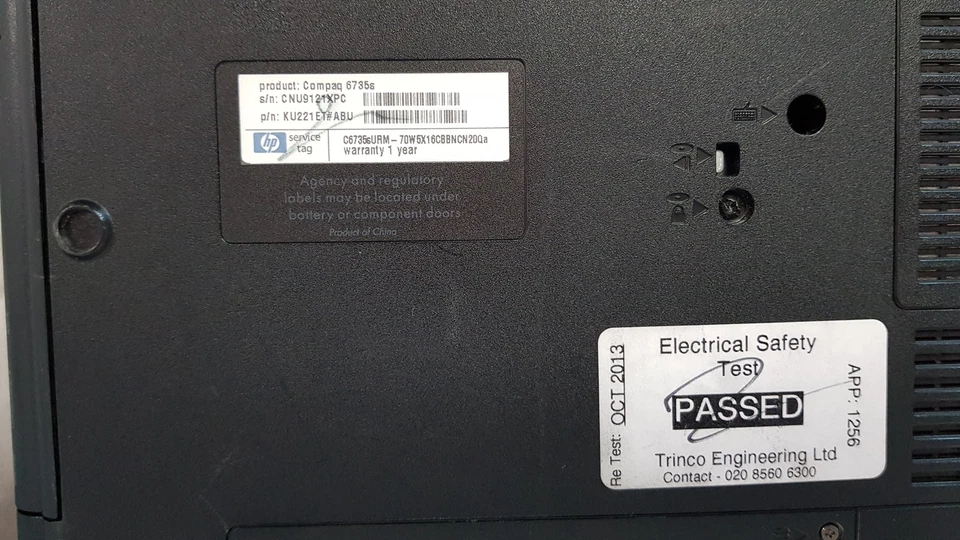 product: Compaq 6735s
s/n: CNU9121XPC
p/n: KU221ET#ABU
hp service tag
C6735sURM-70W5X16C8BNCN20Qa
warranty 1 year
Agency and regulatory
labels may be located under
battery or component doors
Product of China
Re Test: OCT 2013
Electrical Safety
Test
PASSED
Trinco Engineering Ltd
Contact - 020 8560 6300
APP: 1256